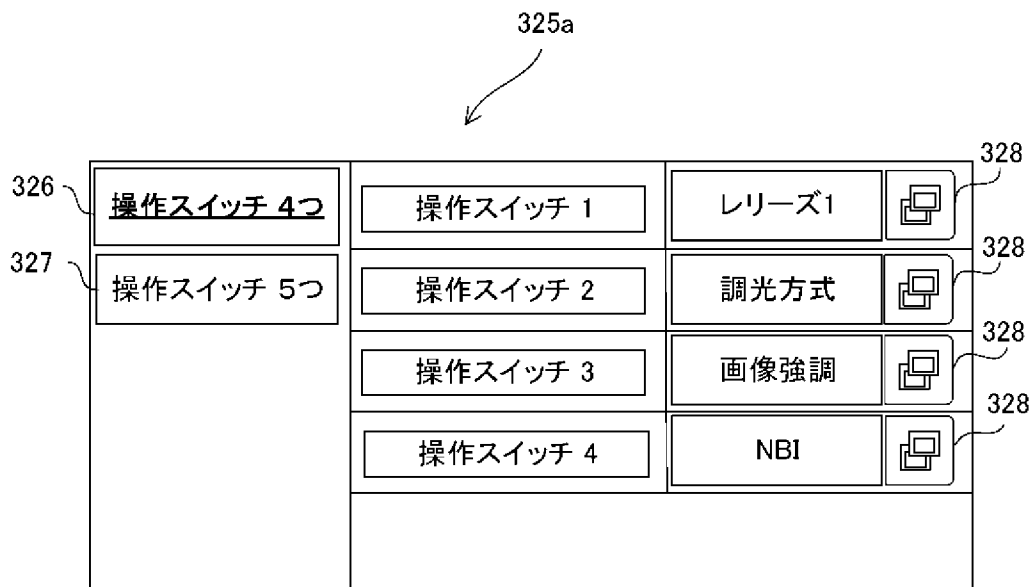 325a
326
操作スイッチ 4つ
操作スイッチ 1
レリーズ1
328
327
操作スイッチ 5つ
操作スイッチ 2
調光方式
328
操作スイッチ 3
画像強調
328
操作スイッチ 4
NBI
328